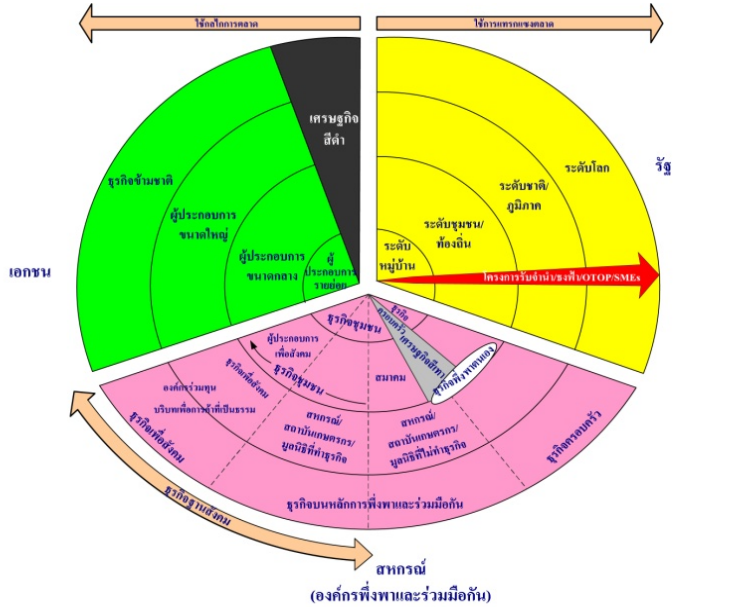 ใช้กลไกการตลาด
ใช้การแทรกแซงตลาด
เศรษฐกิจ
สีดำ
ธุรกิจข้ามชาติ
ผู้ประกอบการ
ขนาดใหญ่
ผู้ประกอบการ
ขนาดกลาง
ผู้
ประกอบการ
รายย่อย
เอกชน
ระดับโลก
ระดับชาติ/
ภูมิภาค
ระดับชุมชน/
ท้องถิ่น
ระดับ
หมู่บ้าน
รัฐ
โครงการรับจำนำ/ธงฟ้า/OTOP/SMEs
ธุรกิจ
ครอบครัว
ธุรกิจชุมชน
เศรษฐกิจสีเทา
ธุรกิจพึ่งพาตนเอง
ผู้ประกอบการ
เพื่อสังคม
ธุรกิจชุมชน
สมาคม
ธุรกิจเพื่อสังคม
องค์กรร่วมทุน
บริบทเพื่อการค้าที่เป็นธรรม
สหกรณ์/
สถาบันเกษตรกร/
มูลนิธิที่ทำธุรกิจ
สหกรณ์/
สถาบันเกษตรกร/
มูลนิธิที่ไม่ทำธุรกิจ
ธุรกิจเพื่อสังคม
ธุรกิจครอบครัว
ธุรกิจบนหลักการพึ่งพาและร่วมมือกัน
ธุรกิจฐานสังคม
สหกรณ์
(องค์กรพึ่งพาและร่วมมือกัน)